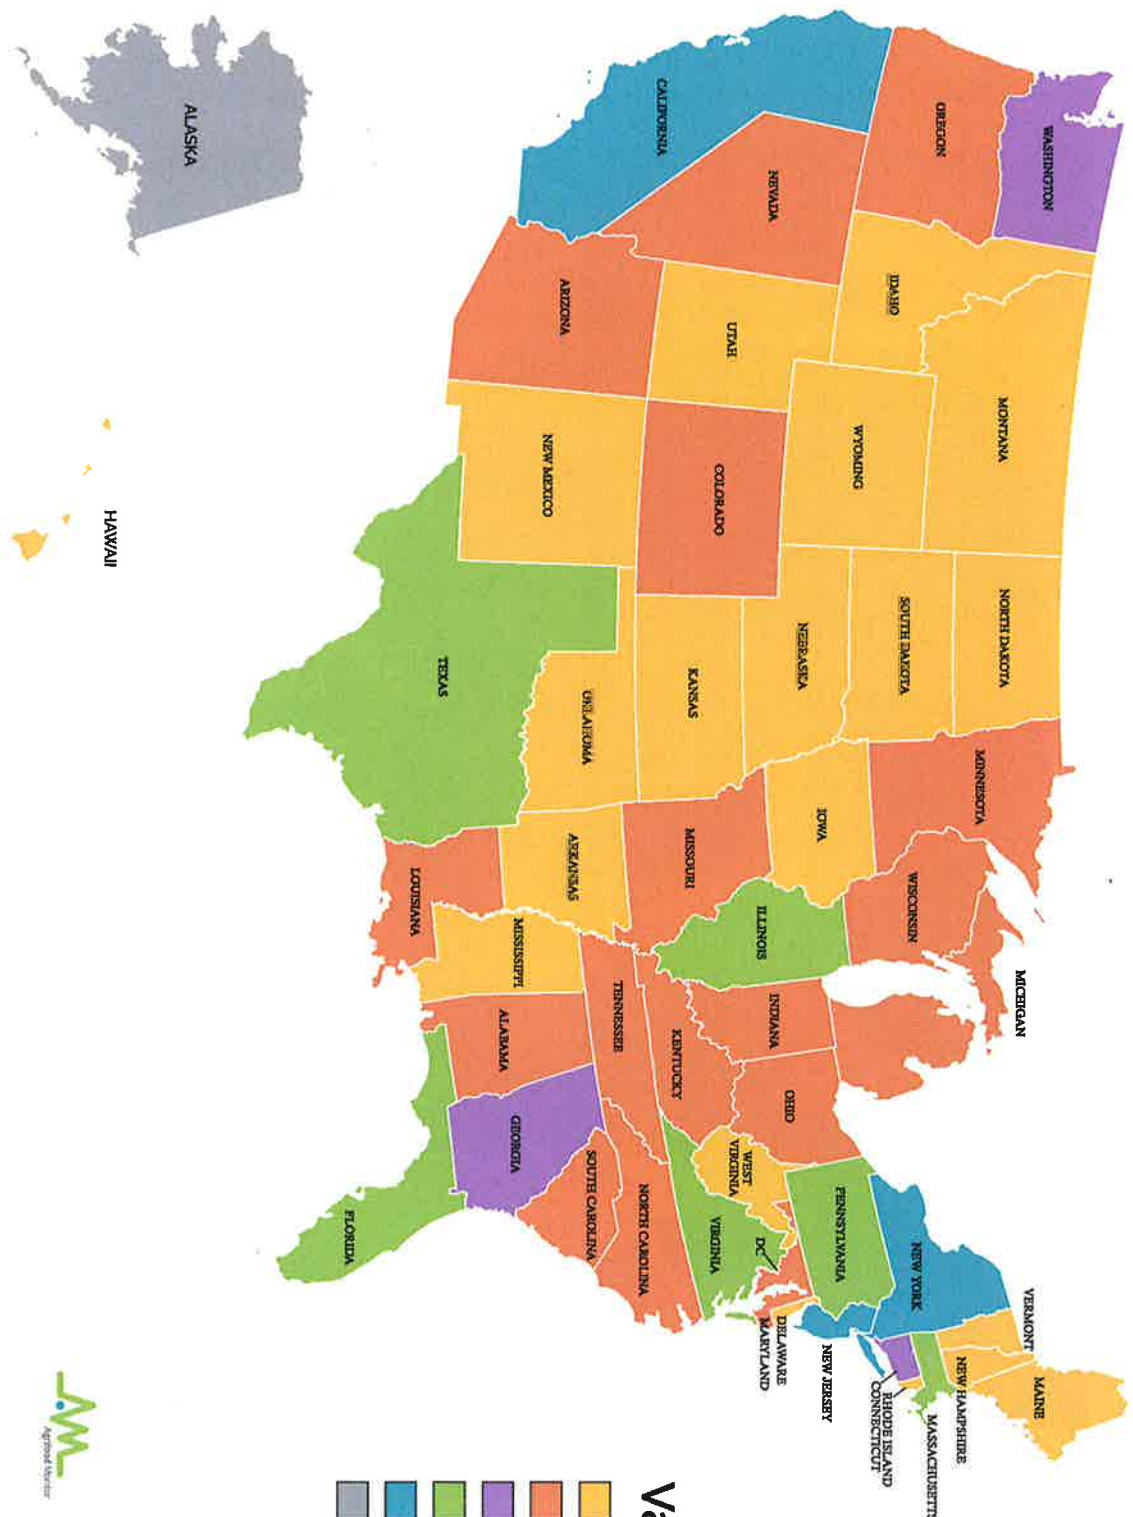 WASHINGTON
OREGON
CALIFORNIA
NEVADA
IDAHO
MONTANA
WYOMING
UTAH
ARIZONA
COLORADO
NEW MEXICO
NORTH DAKOTA
SOUTH DAKOTA
NEBRASKA
KANSAS
OKLAHOMA
TEXAS
MINNESOTA
IOWA
MISSOURI
ARKANSAS
LOUISIANA
WISCONSIN
ILLINOIS
MICHIGAN
INDIANA
OHIO
KENTUCKY
TENNESSEE
MISSISSIPPI
ALABAMA
GEORGIA
FLORIDA
SOUTH CAROLINA
NORTH CAROLINA
VIRGINIA
WEST
VIRGINIA
DC
PENNSYLVANIA
NEW YORK
VERMONT
MAINE
NEW HAMPSHIRE
MASSACHUSETTS
RHODE ISLAND
CONNECTICUT
NEW JERSEY
DELAWARE
MARYLAND
ALASKA
HAWAII
Agrifood Monitor